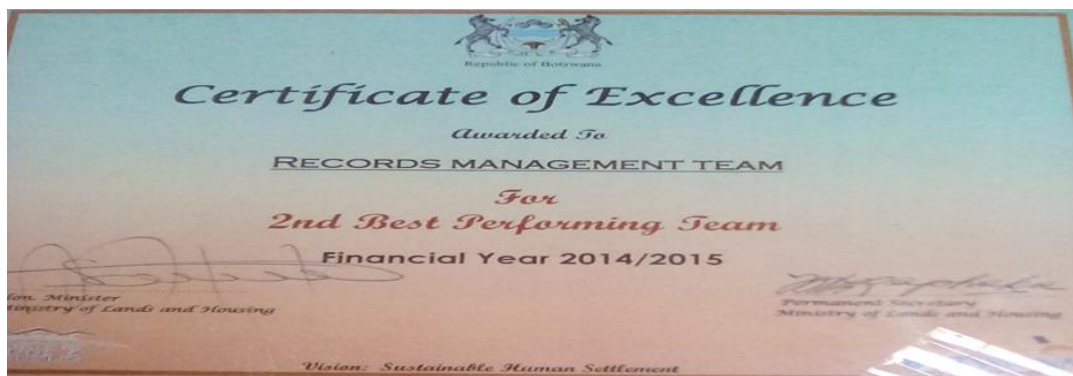 Republic of Botswana
Certificate of Excellence
Awarded To
RECORDS MANAGEMENT TEAM
For
2nd Best Performing Team
Financial Year 2014/2015
Hon. Minister
Ministry of Lands and Housing
Permanent Secretary
Ministry of Lands and Housing
Vision: Sustainable Human Settlement